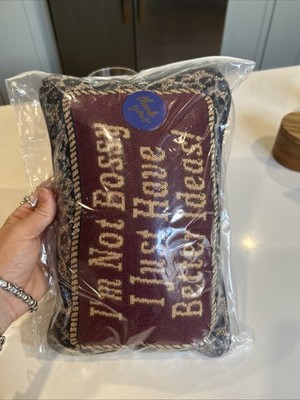 I'm Not Bossy
I Just Have
Better Ideas!